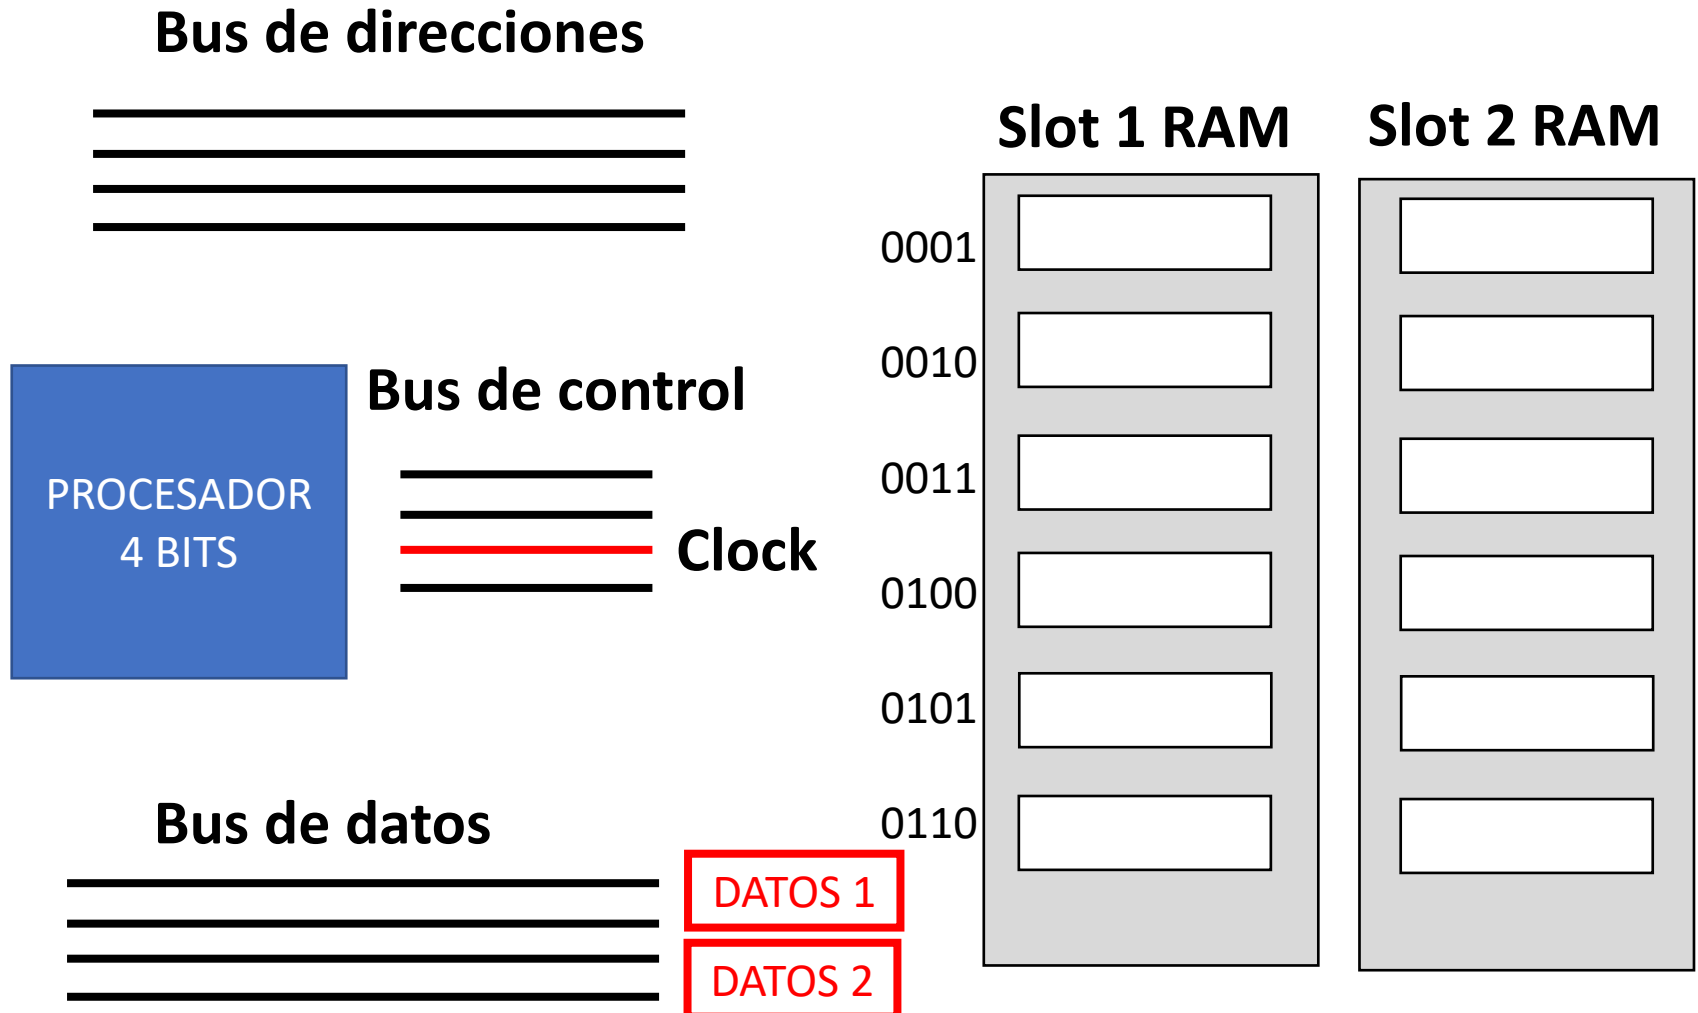 Bus de direcciones
Slot 1 RAM
Slot 2 RAM
0001
0010
Bus de control
PROCESADOR
4 BITS
0011
Clock
0100
0101
Bus de datos
0110
DATOS 1
DATOS 2